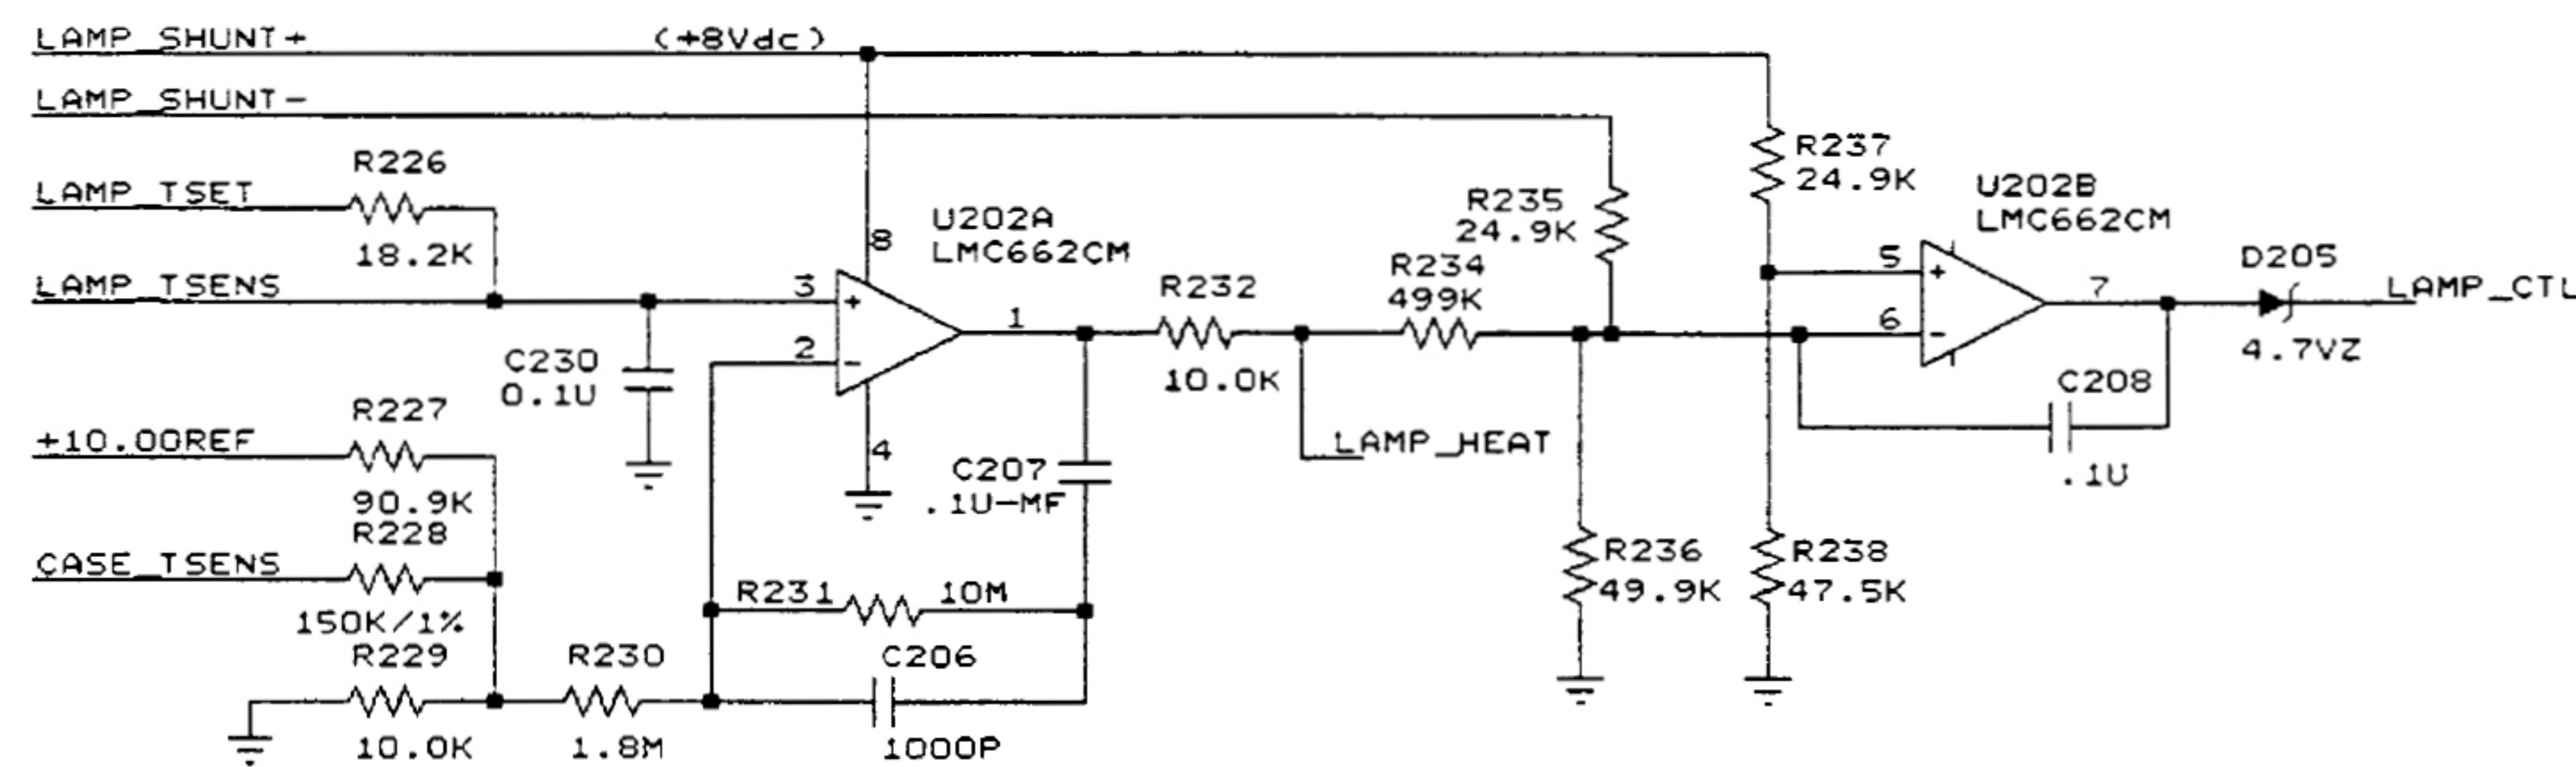 LAMP_SHUNT+
(+8Vdc)
LAMP_SHUNT-
R226
LAMP_TSET
18.2K
LAMP_TSENS
C230
0.1U
R227
+10.00REF
90.9K
R228
CASE_TSENS
150K/1%
R229
10.0K
R230
1.8M
8
U202A
LMC662CM
3
+
2
-
1
4
C207
.1U-MF
R231
10M
C206
1000P
R232
10.0K
LAMP_HEAT
R234
499K
R235
24.9K
R237
24.9K
R236
49.9K
R238
47.5K
U202B
LMC662CM
5
+
6
-
7
C208
.1U
D205
4.7VZ
LAMP_CTL